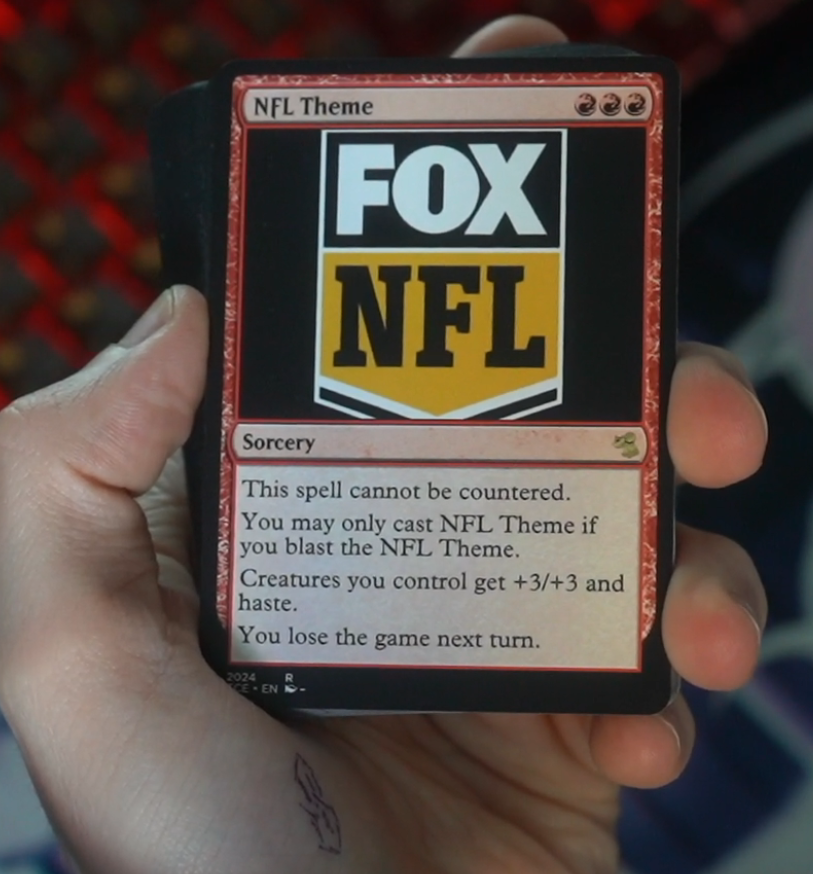 NFL Theme
FOX
NFL
Sorcery
This spell cannot be countered.
You may only cast NFL Theme if
you blast the NFL Theme.
Creatures you control get +3/+3 and
haste.
You lose the game next turn.
2024 R
CE • EN